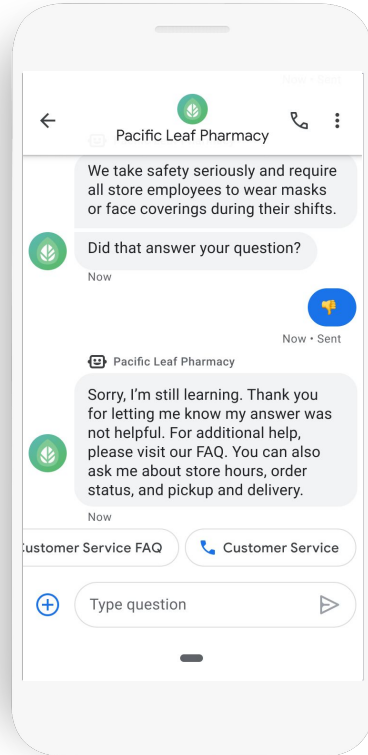 Pacific Leaf Pharmacy
We take safety seriously and require
all store employees to wear masks
or face coverings during their shifts.
Did that answer your question?
Now
Now • Sent
Pacific Leaf Pharmacy
Sorry, I'm still learning. Thank you
for letting me know my answer was
not helpful. For additional help,
please visit our FAQ. You can also
ask me about store hours, order
status, and pickup and delivery.
Now
ustomer Service FAQ
Customer Service
Type question